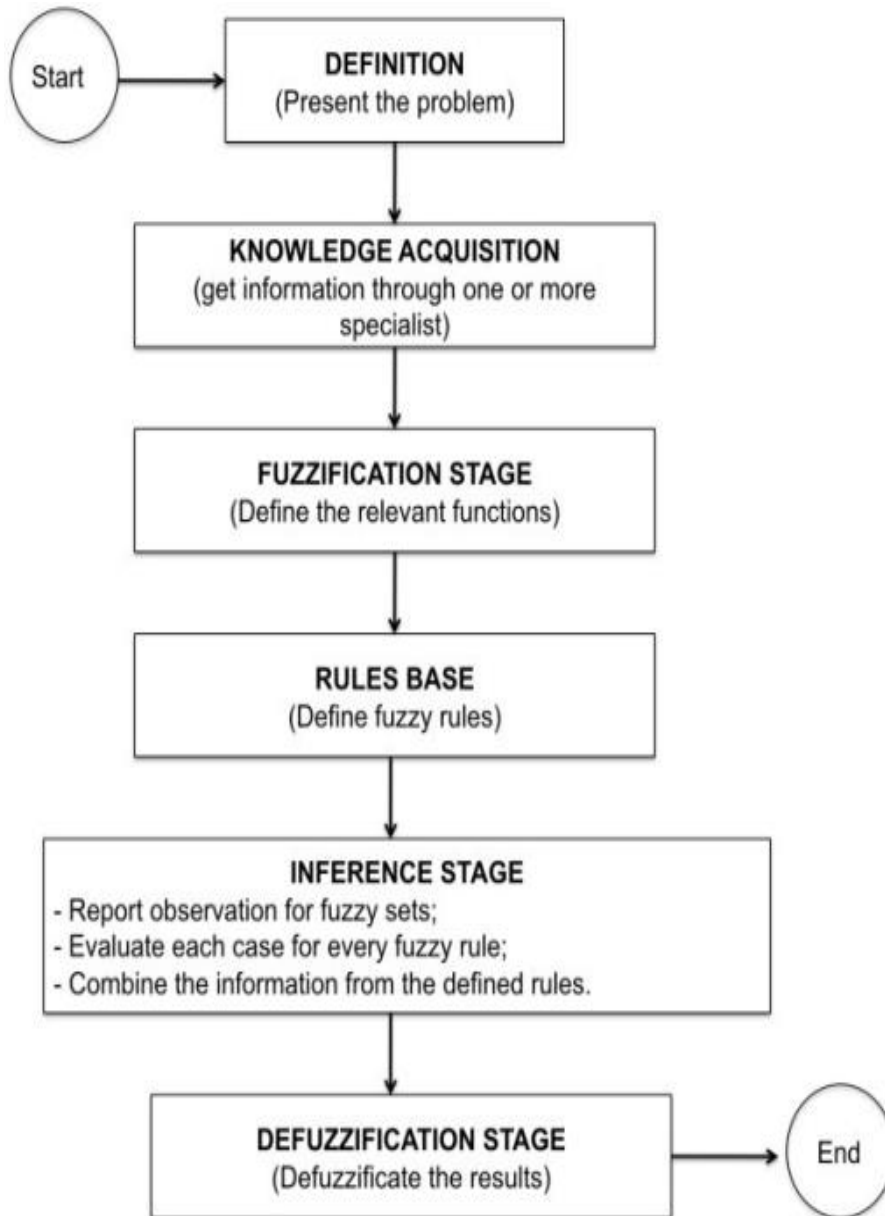 Start
DEFINITION
(Present the problem)
KNOWLEDGE ACQUISITION
(get information through one or more
specialist)
FUZZIFICATION STAGE
(Define the relevant functions)
RULES BASE
(Define fuzzy rules)
INFERENCE STAGE
- Report observation for fuzzy sets;
- Evaluate each case for every fuzzy rule;
- Combine the information from the defined rules.
DEFUZZIFICATION STAGE
(Defuzzificate the results)
End